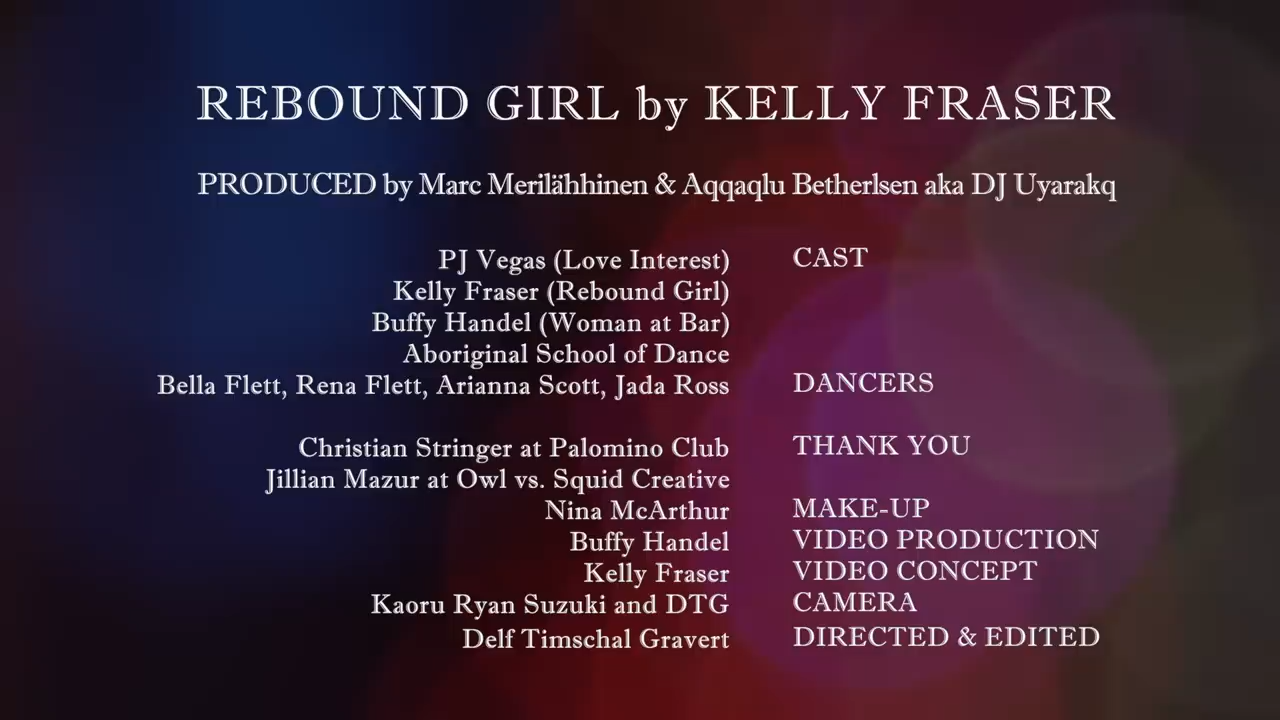 REBOUND GIRL by KELLY FRASER
PRODUCED by Marc Merilähhinen & Aqqaqlu Betherlsen aka DJ Uyarakq
PJ Vegas (Love Interest) CAST
Kelly Fraser (Rebound Girl)
Buffy Handel (Woman at Bar)
Aboriginal School of Dance
Bella Flett, Rena Flett, Arianna Scott, Jada Ross DANCERS
Christian Stringer at Palomino Club THANK YOU
Jillian Mazur at Owl vs. Squid Creative
Nina McArthur MAKE-UP
Buffy Handel VIDEO PRODUCTION
Kelly Fraser VIDEO CONCEPT
Kaoru Ryan Suzuki and DTG CAMERA
Delf Timschal Gravert DIRECTED & EDITED